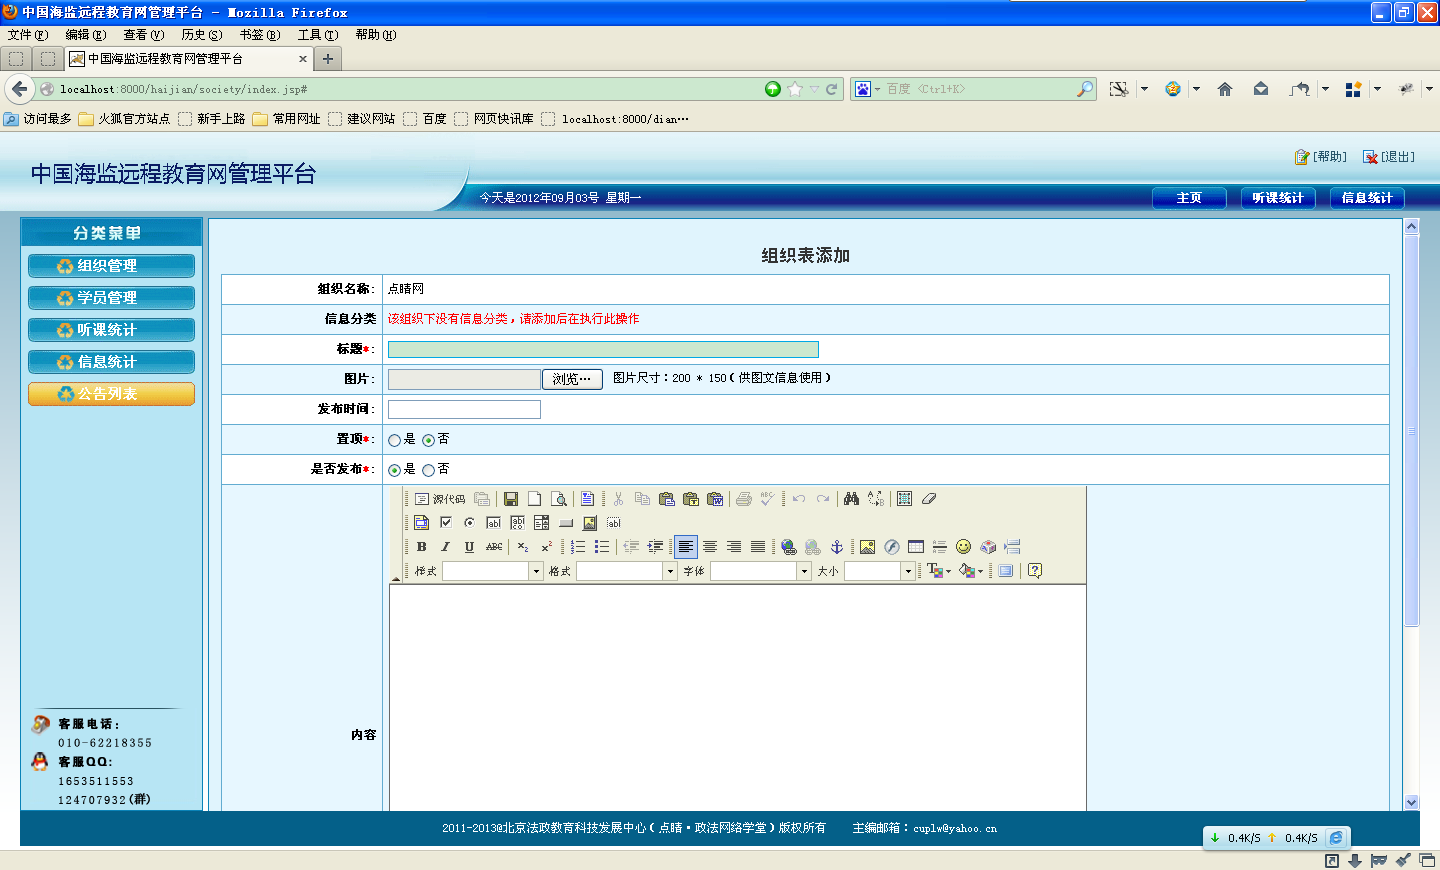 中国海监远程教育网管理平台 - Mozilla Firefox
文件(F) 编辑(E) 查看(V) 历史(S) 书签(B) 工具(T) 帮助(H)
中国海监远程教育网管理平台 × +
localhost:8000/haijian/society/index.jsp# 百度 <Ctrl+K>
访问最多 火狐官方站点 新手上路 常用网址 建议网站 百度 网页快讯库 localhost:8000/dian…
中国海监远程教育网管理平台
[帮助] [退出]
今天是2012年09月03号 星期一
主页 听课统计 信息统计
分类菜单
组织管理
学员管理
听课统计
信息统计
公告列表
客服电话：
010-62218355
客服QQ:
1653511553
124707932(群)
组织表添加
组织名称: 点睛网
信息分类 该组织下没有信息分类，请添加后在执行此操作
标题*:
图片: 浏览… 图片尺寸：200 * 150（供图文信息使用）
发布时间:
置顶*: 是 否
是否发布*: 是 否
源代码
B I U ABC
样式 格式 字体 大小
内容
2011-2013@北京法政教育科技发展中心（点睛·政法网络学堂）版权所有 主编邮箱：cuplw@yahoo.cn
0.4K/S 0.4K/S